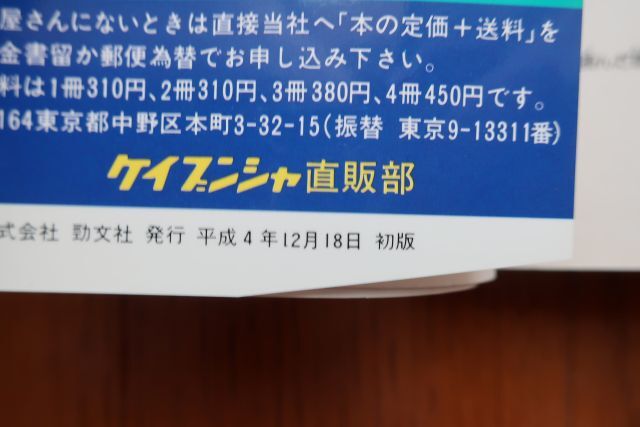 屋さんにないときは直接当社へ「本の定価＋送料」を
金書留か郵便為替でお申し込み下さい。
料は1冊310円、2冊310円、3冊380円、4冊450円です。
164東京都中野区本町3-32-15(振替 東京9-13311番)
ケイブンシャ直販部
式会社 勁文社 発行 平成4年12月18日 初版